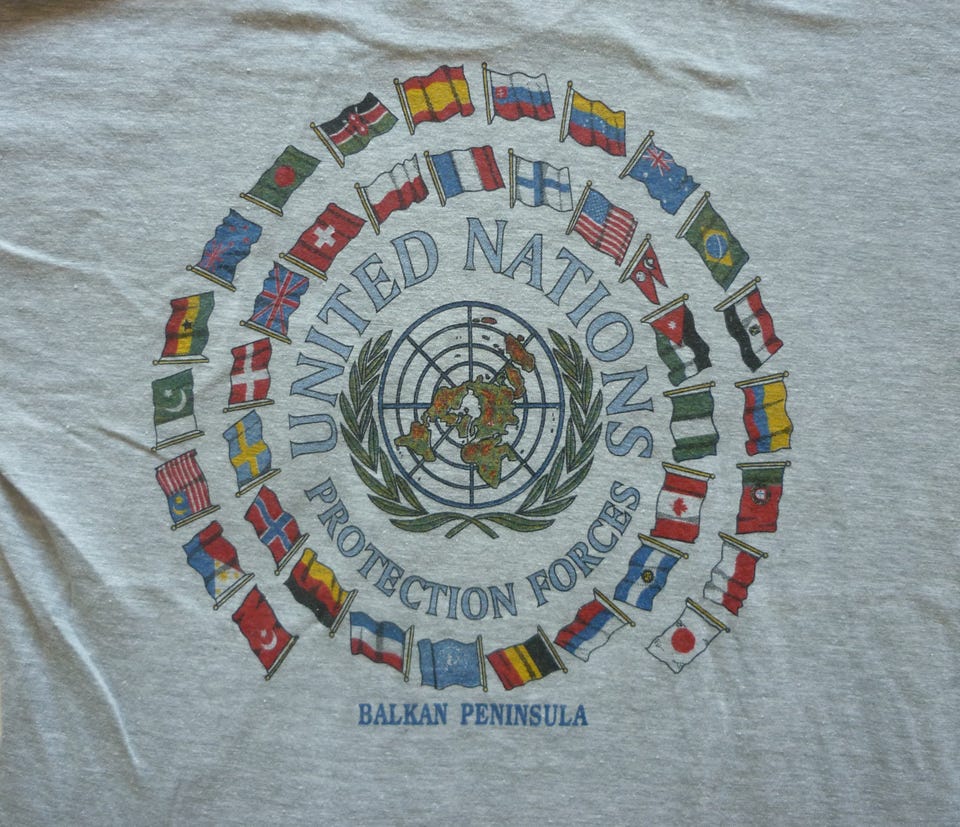 UNITED NATIONS
PROTECTION FORCES
BALKAN PENINSULA